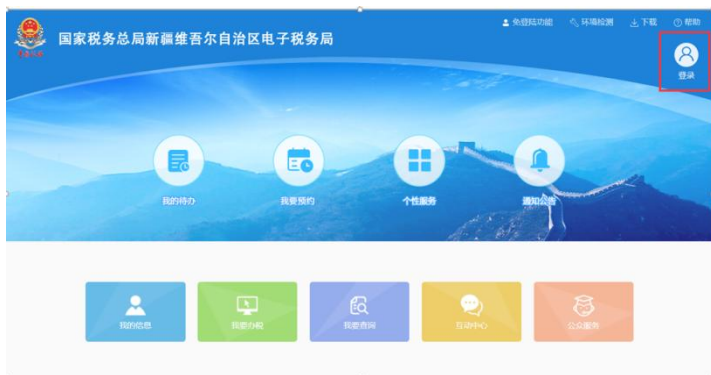 免登陆功能 环境检测 下载 帮助
国家税务总局新疆维吾尔自治区电子税务局
登录
我的待办 我要预约 个性服务 通知公告
我的信息 我要办税 我要查询 互动中心 公众服务